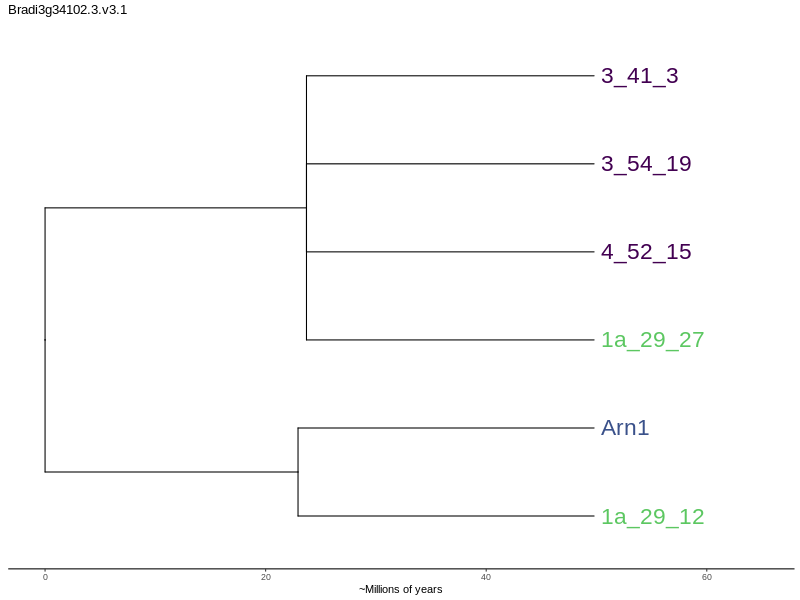 Bradi3g34102.3.v3.1
3_41_3
3_54_19
4_52_15
1a_29_27
Arn1
1a_29_12
0 20 40 60
~Millions of years